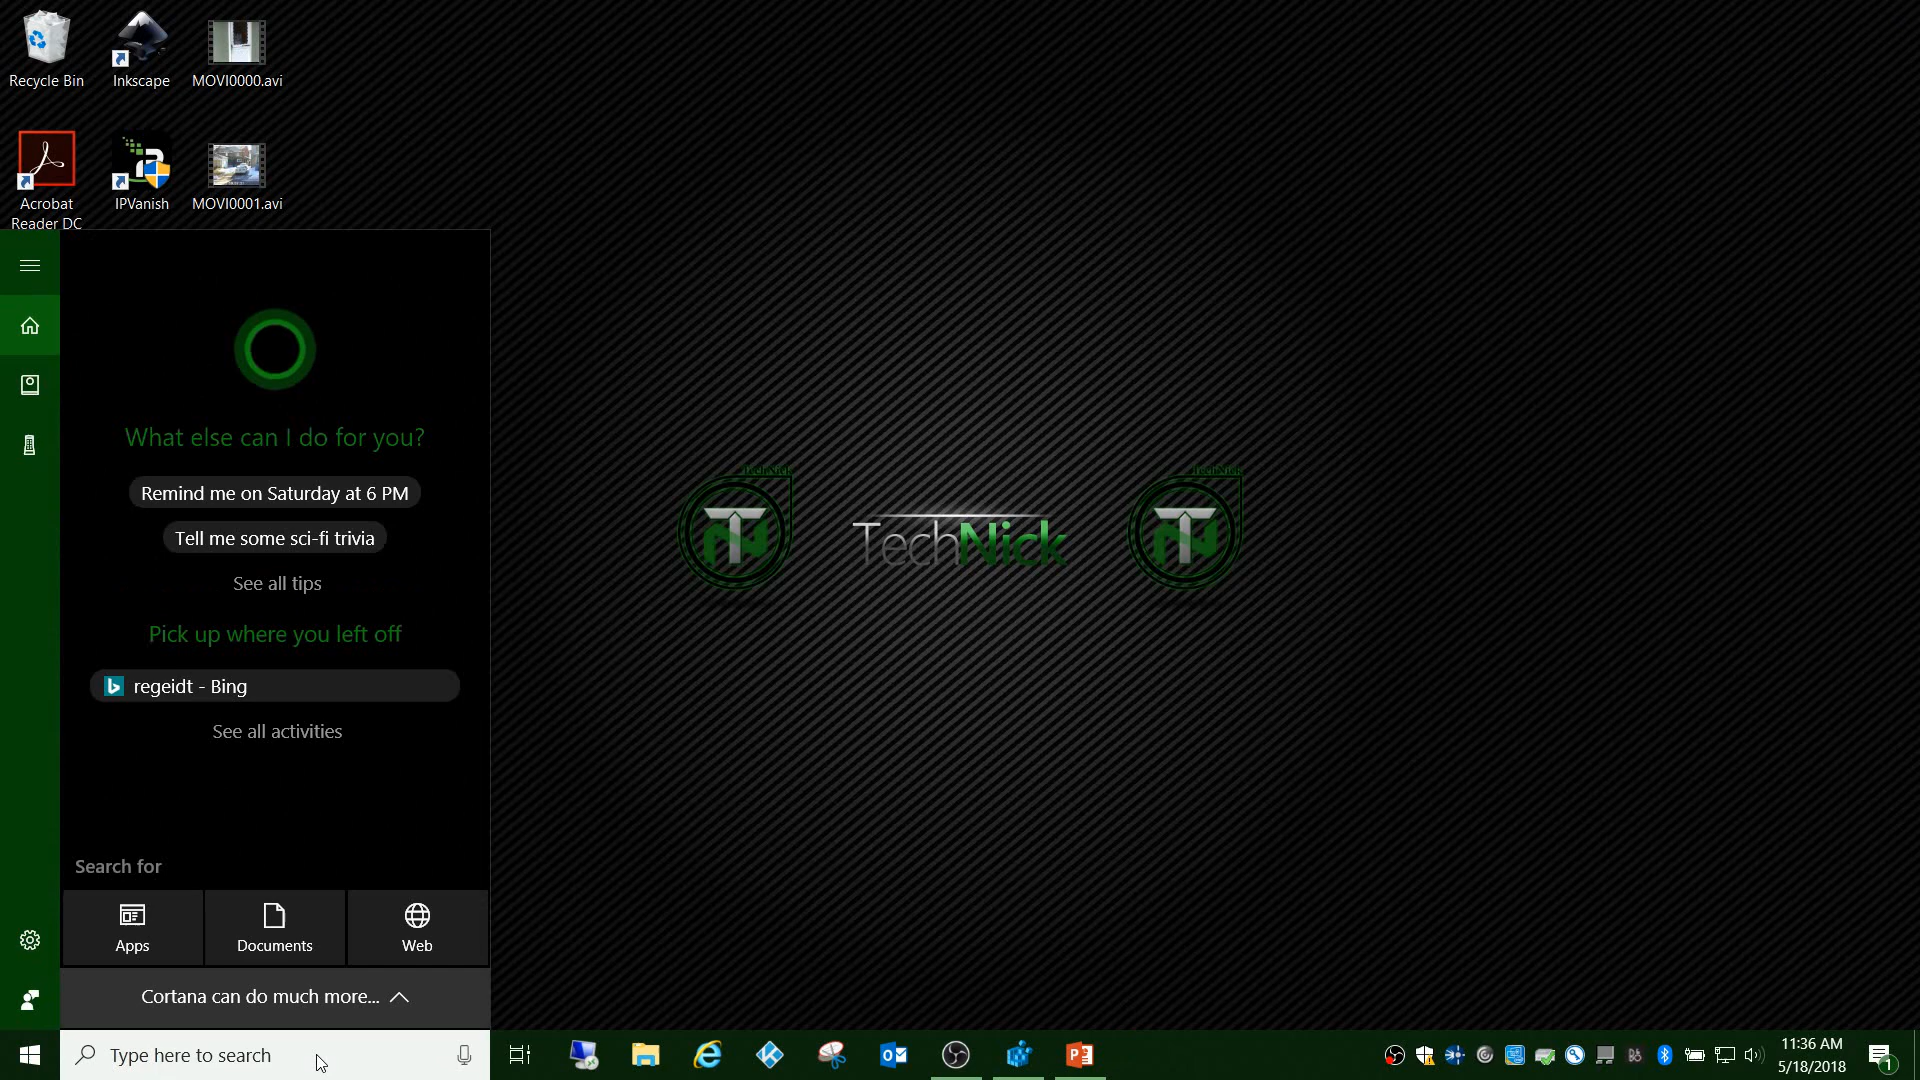 Recycle Bin
Inkscape
MOVI0000.avi
Acrobat
Reader DC
IPVanish
MOVI0001.avi
What else can I do for you?
Remind me on Saturday at 6 PM
Tell me some sci-fi trivia
See all tips
Pick up where you left off
regeidt - Bing
See all activities
Search for
Apps
Documents
Web
Cortana can do much more...
Type here to search
TechNick
TechNick
TechNick
11:36 AM
5/18/2018
1